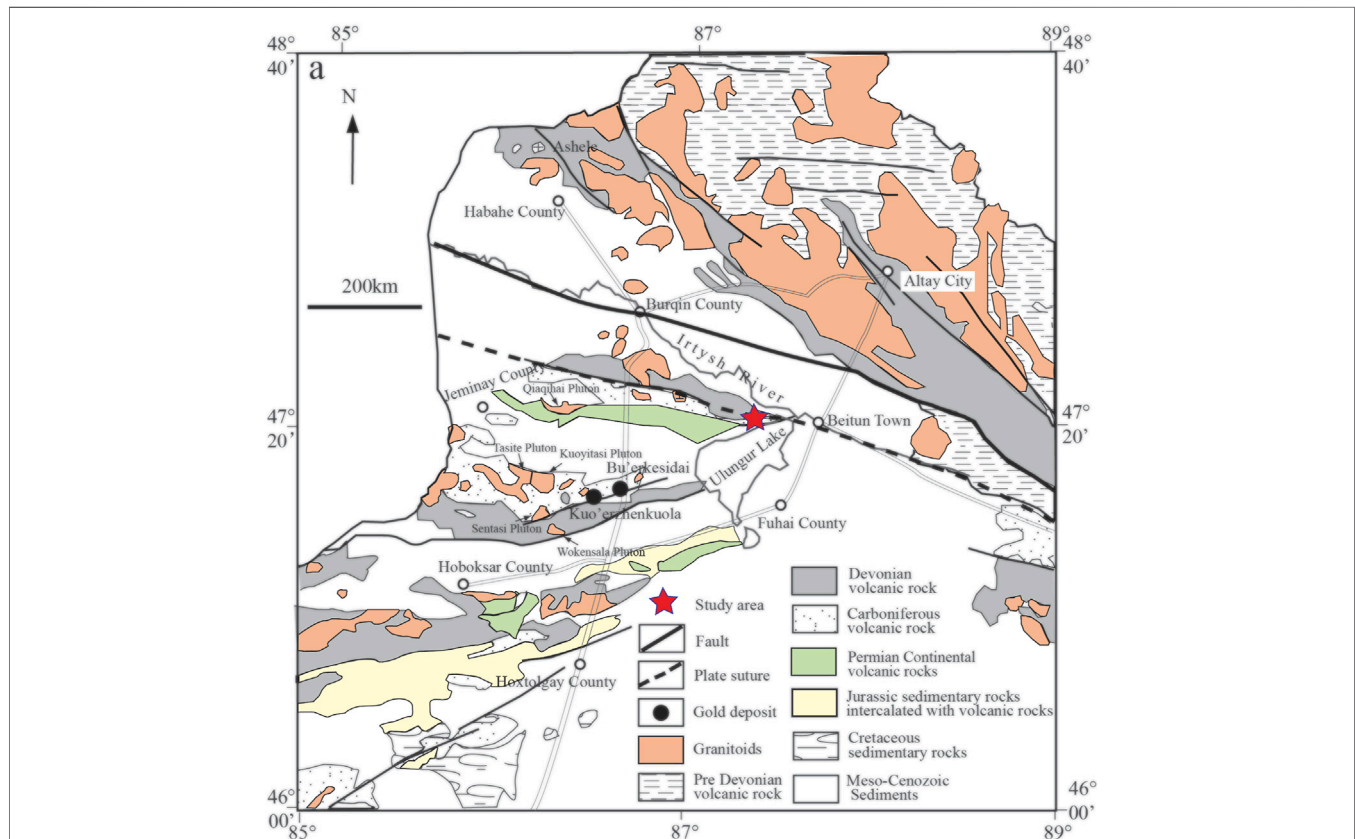 85°
87°
89°
48°
40’
48°
40’
a
N
Ashele
Habahe County
Altay City
200km
Burqin County
Irtysh River
Jeminay County
Qiaqihai Pluton
47°
20’
47°
20’
Beitun Town
Tasite Pluton
Kuoyitasi Pluton
Ulungur Lake
Bu’erkesidai
Kuo’erzhenkuola
Sentasi Pluton
Fuhai County
Wokensala Pluton
Hoboksar County
Hoxtolgay County
Study area
Fault
Plate suture
Gold deposit
Granitoids
Pre Devonian
volcanic rock
Devonian
volcanic rock
Carboniferous
volcanic rock
Permian Continental
volcanic rocks
Jurassic sedimentary rocks
intercalated with volcanic rocks
Cretaceous
sedimentary rocks
Meso-Cenozoic
Sediments
46°
00’
46°
00’
85°
87°
89°